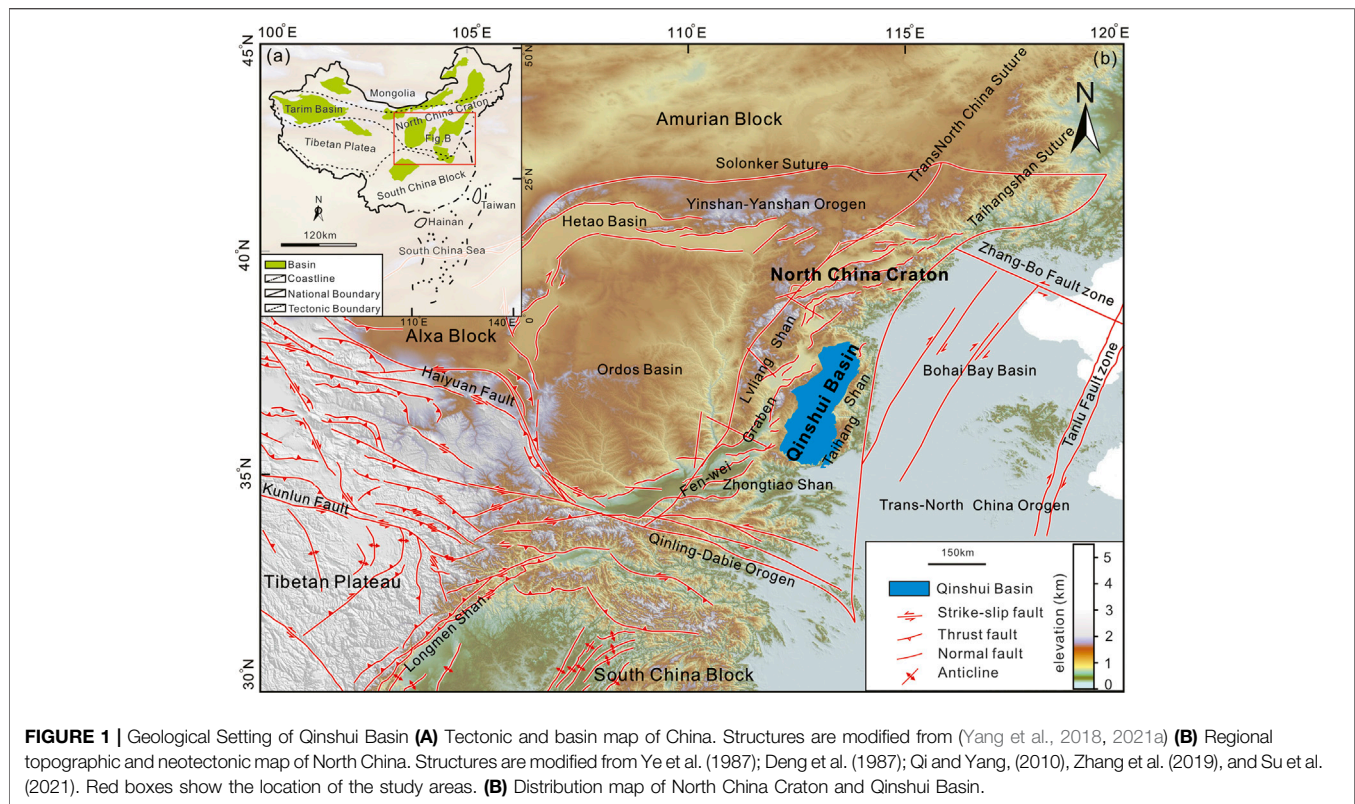 100°E 105°E 110°E 115°E 120°E
45°N
(a)
50°N
Mongolia
Tarim Basin
North China Craton
Fig.B
Tibetan Platea
South China Block
25°N
Taiwan
N
Hainan
120km
South China Sea
Basin
Coastline
National Boundary
Tectonic Boundary
110°E 140°E
0
(b)
N
TransNorth China Suture
Amurian Block
Solonker Suture
Taihangshan Suture
Yinshan-Yanshan Orogen
Hetao Basin
40°N
Zhang-Bo Fault zone
North China Craton
Alxa Block
Lvliang Shan
Ordos Basin
Qinshui Basin
Bohai Bay Basin
Haiyuan Fault
Graben
Taihang Shan
Tanlu Fault zone
35°N
Fen-wei
Zhongtiao Shan
Kunlun Fault
Trans-North China Orogen
Qinling-Dabie Orogen
Tibetan Plateau
Longmen Shan
South China Block
30°N
150km
Qinshui Basin
Strike-slip fault
Thrust fault
Normal fault
Anticline
elevation (km)
5
4
3
2
1
0
FIGURE 1 | Geological Setting of Qinshui Basin (A) Tectonic and basin map of China. Structures are modified from (Yang et al., 2018, 2021a) (B) Regional
topographic and neotectonic map of North China. Structures are modified from Ye et al. (1987); Deng et al. (1987); Qi and Yang, (2010), Zhang et al. (2019), and Su et al.
(2021). Red boxes show the location of the study areas. (B) Distribution map of North China Craton and Qinshui Basin.